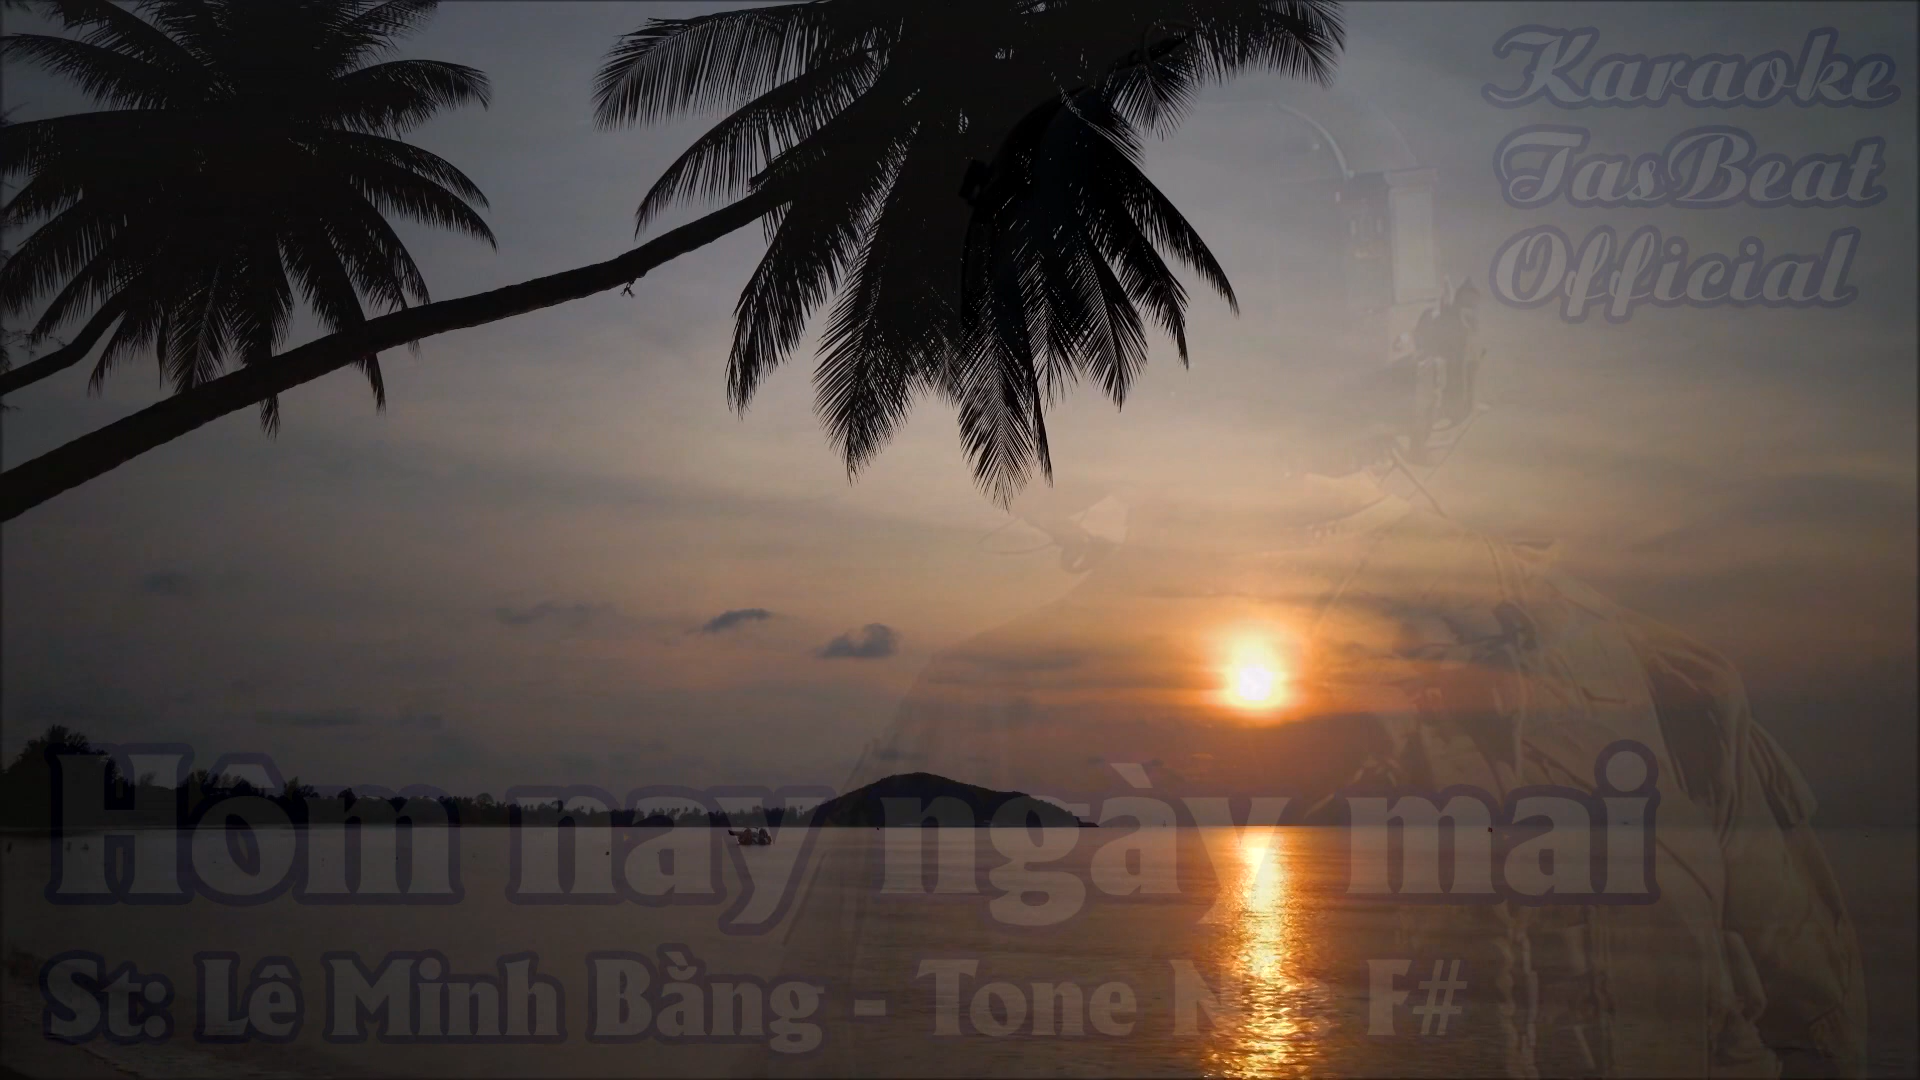 Karaoke
TasBeat
Official
Hôm nay ngày mai
St: Lê Minh Bằng - Tone F#